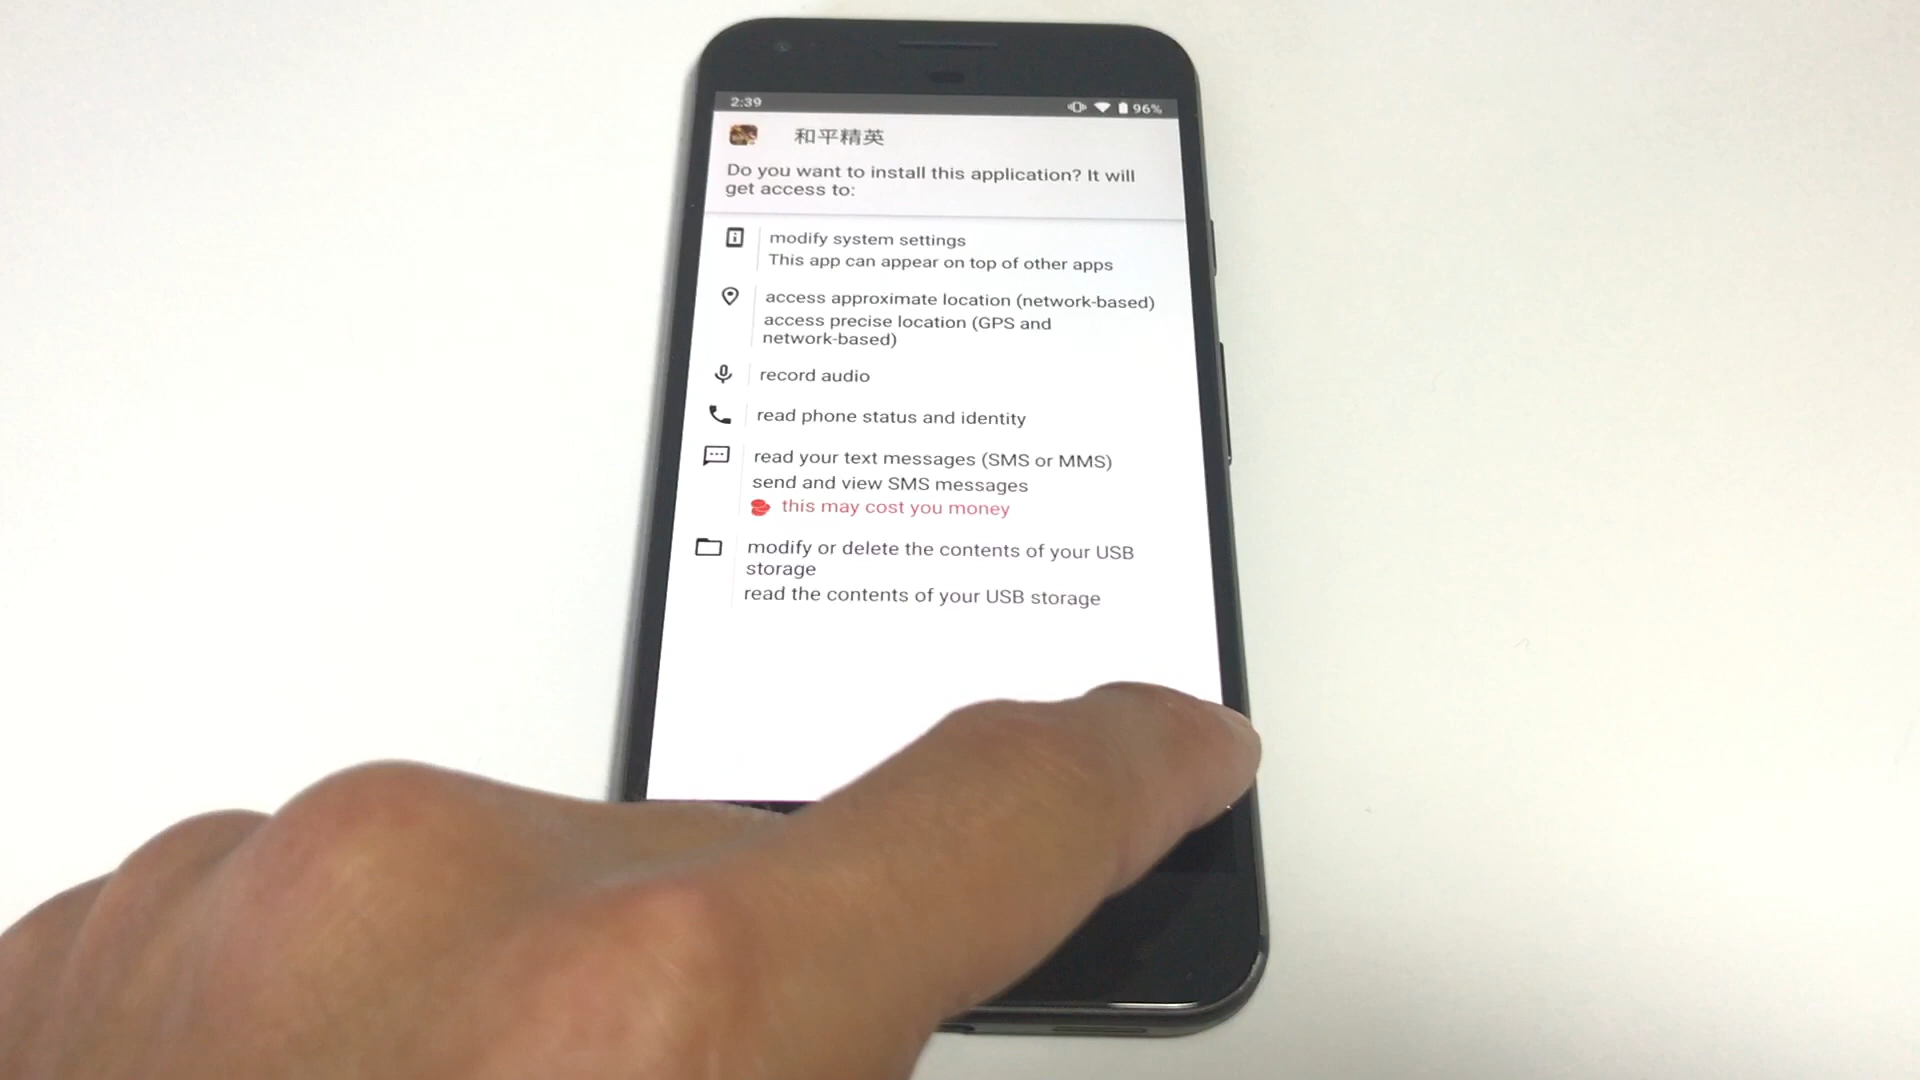 2:39
96%
和平精英
Do you want to install this application? It will
get access to:
modify system settings
This app can appear on top of other apps
access approximate location (network-based)
access precise location (GPS and
network-based)
record audio
read phone status and identity
read your text messages (SMS or MMS)
send and view SMS messages
this may cost you money
modify or delete the contents of your USB
storage
read the contents of your USB storage